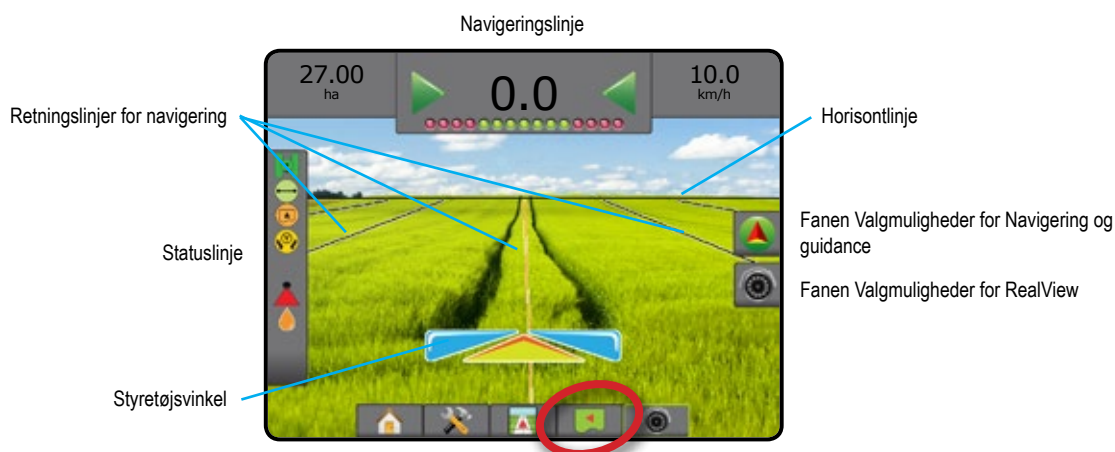 Navigeringslinje
27.00
ha
0.0
10.0
km/h
Retningslinjer for navigering
Horisontlinje
Fanen Valgmuligheder for Navigering og
guidance
Statuslinje
Fanen Valgmuligheder for RealView
Styretøjsvinkel